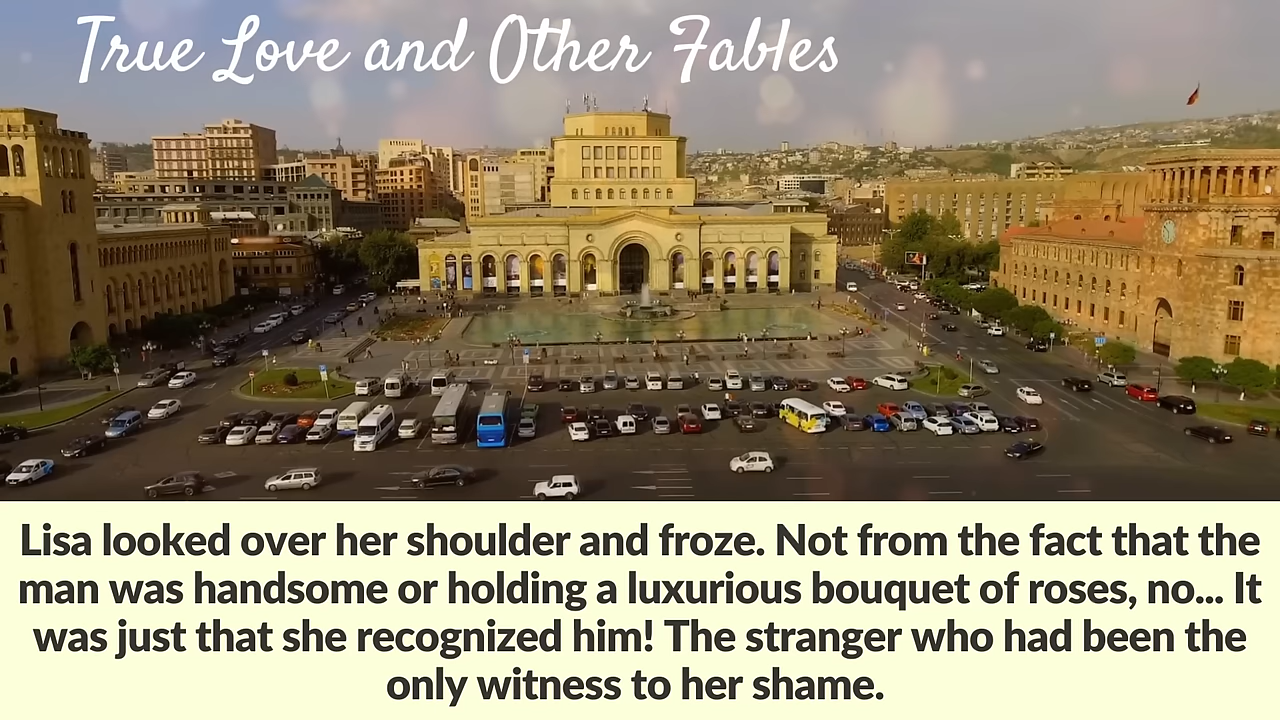 True Love and Other Fables
Lisa looked over her shoulder and froze. Not from the fact that the
man was handsome or holding a luxurious bouquet of roses, no... It
was just that she recognized him! The stranger who had been the
only witness to her shame.